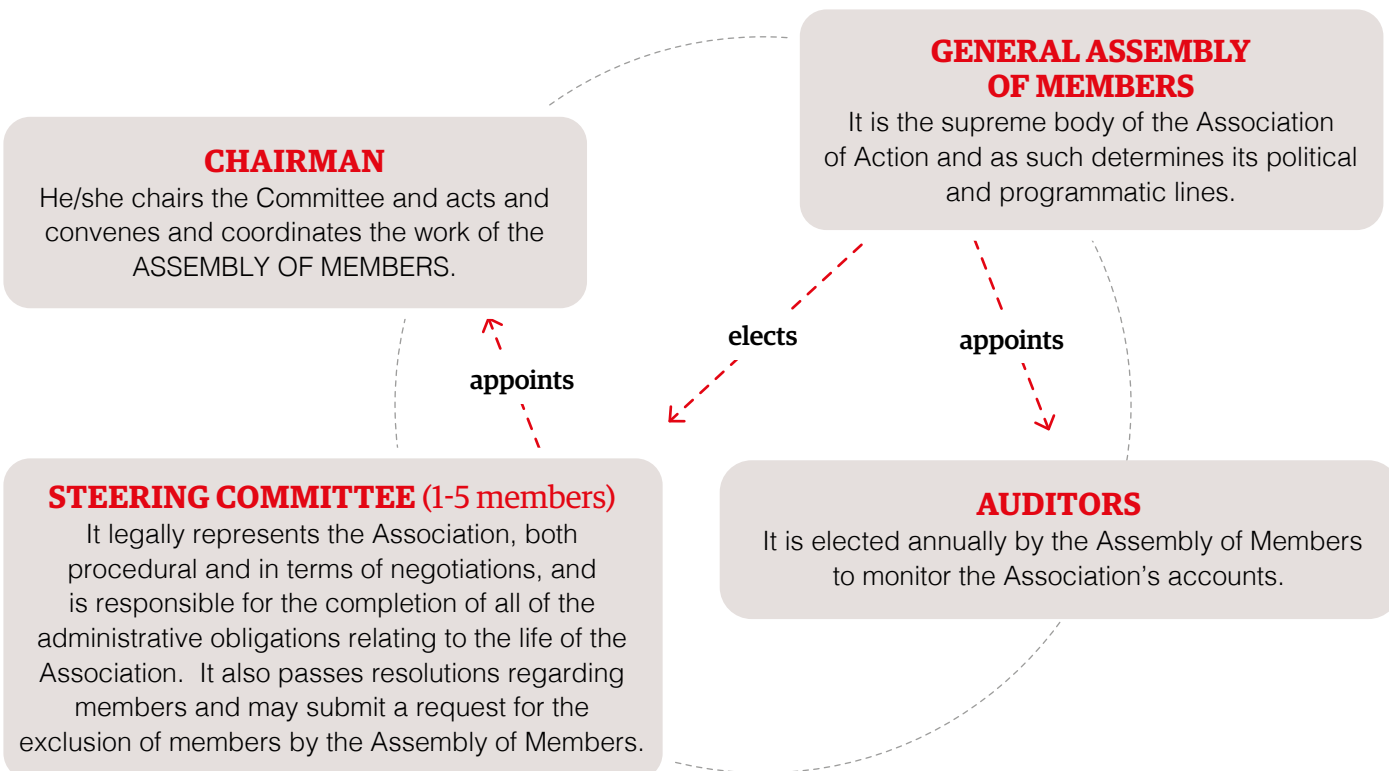 GENERAL ASSEMBLY
OF MEMBERS
It is the supreme body of the Association
of Action and as such determines its political
and programmatic lines.
CHAIRMAN
He/she chairs the Committee and acts and
convenes and coordinates the work of the
ASSEMBLY OF MEMBERS.
elects
appoints
appoints
STEERING COMMITTEE (1-5 members)
It legally represents the Association, both
procedural and in terms of negotiations, and
is responsible for the completion of all of the
administrative obligations relating to the life of the
Association. It also passes resolutions regarding
members and may submit a request for the
exclusion of members by the Assembly of Members.
AUDITORS
It is elected annually by the Assembly of Members
to monitor the Association’s accounts.